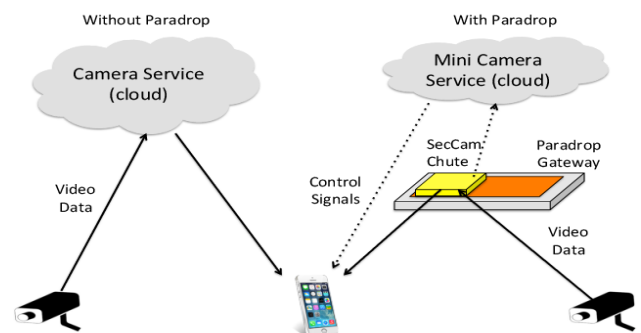 Without Paradrop
Camera Service
(cloud)
Video
Data
With Paradrop
Mini Camera
Service (cloud)
SecCam
Chute
Paradrop
Gateway
Control
Signals
Video
Data